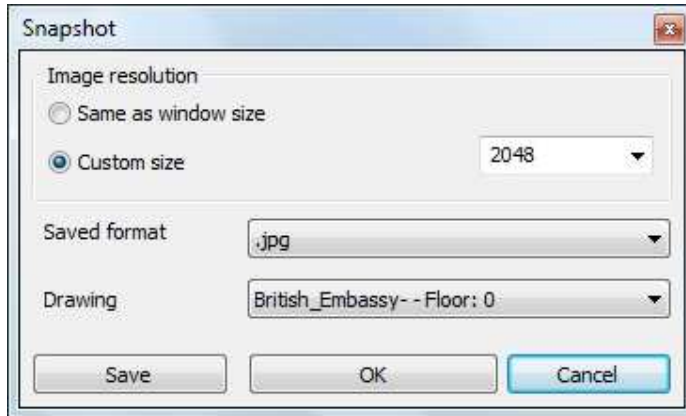 Snapshot
Image resolution
Same as window size
Custom size 2048
Saved format .jpg
Drawing British_Embassy- - Floor: 0
Save OK Cancel